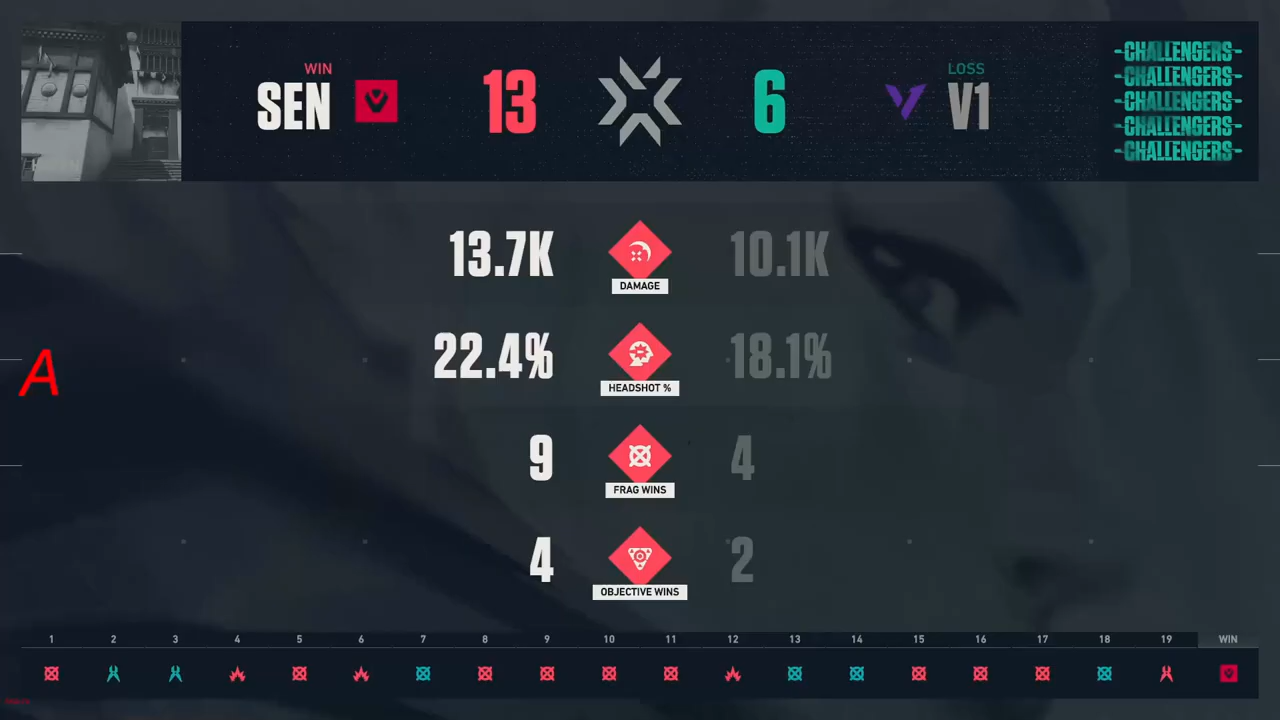 WIN
SEN
13
6
LOSS
V1
CHALLENGERS
CHALLENGERS
CHALLENGERS
CHALLENGERS
CHALLENGERS
13.7K
DAMAGE
10.1K
A
22.4%
HEADSHOT %
18.1%
9
FRAG WINS
4
4
OBJECTIVE WINS
2
1 2 3 4 5 6 7 8 9 10 11 12 13 14 15 16 17 18 19 WIN